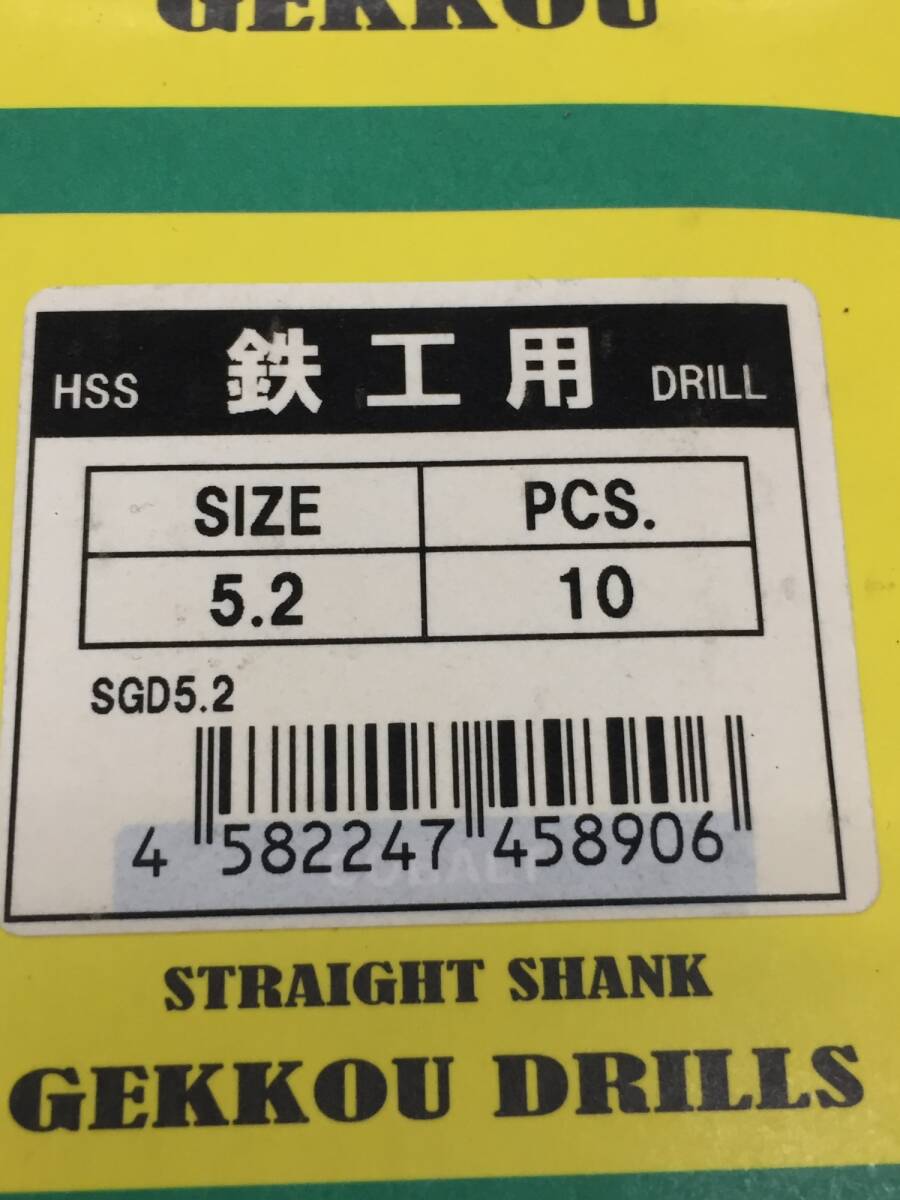 GEKKOU
HSS 鉄工用 DRILL
SIZE PCS.
5.2 10
SGD5.2
4 582247 458906
COBALT
STRAIGHT SHANK
GEKKOU DRILLS